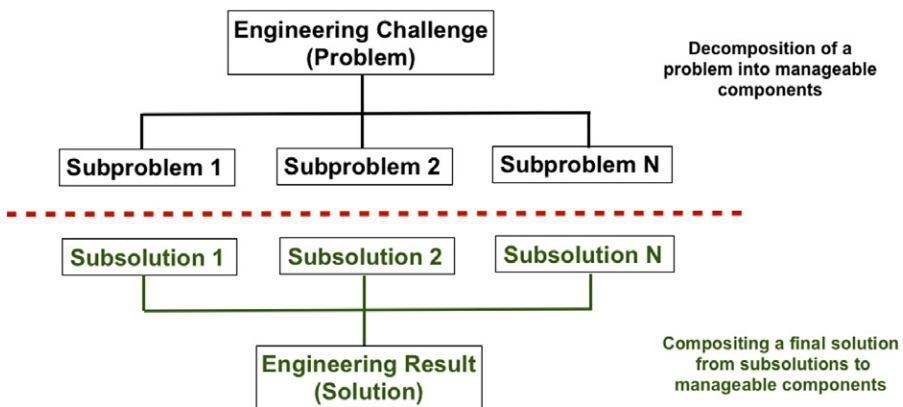 Engineering Challenge
(Problem)
Decomposition of a
problem into manageable
components
Subproblem 1
Subproblem 2
Subproblem N
Subsolution 1
Subsolution 2
Subsolution N
Engineering Result
(Solution)
Compositing a final solution
from subsolutions to
manageable components